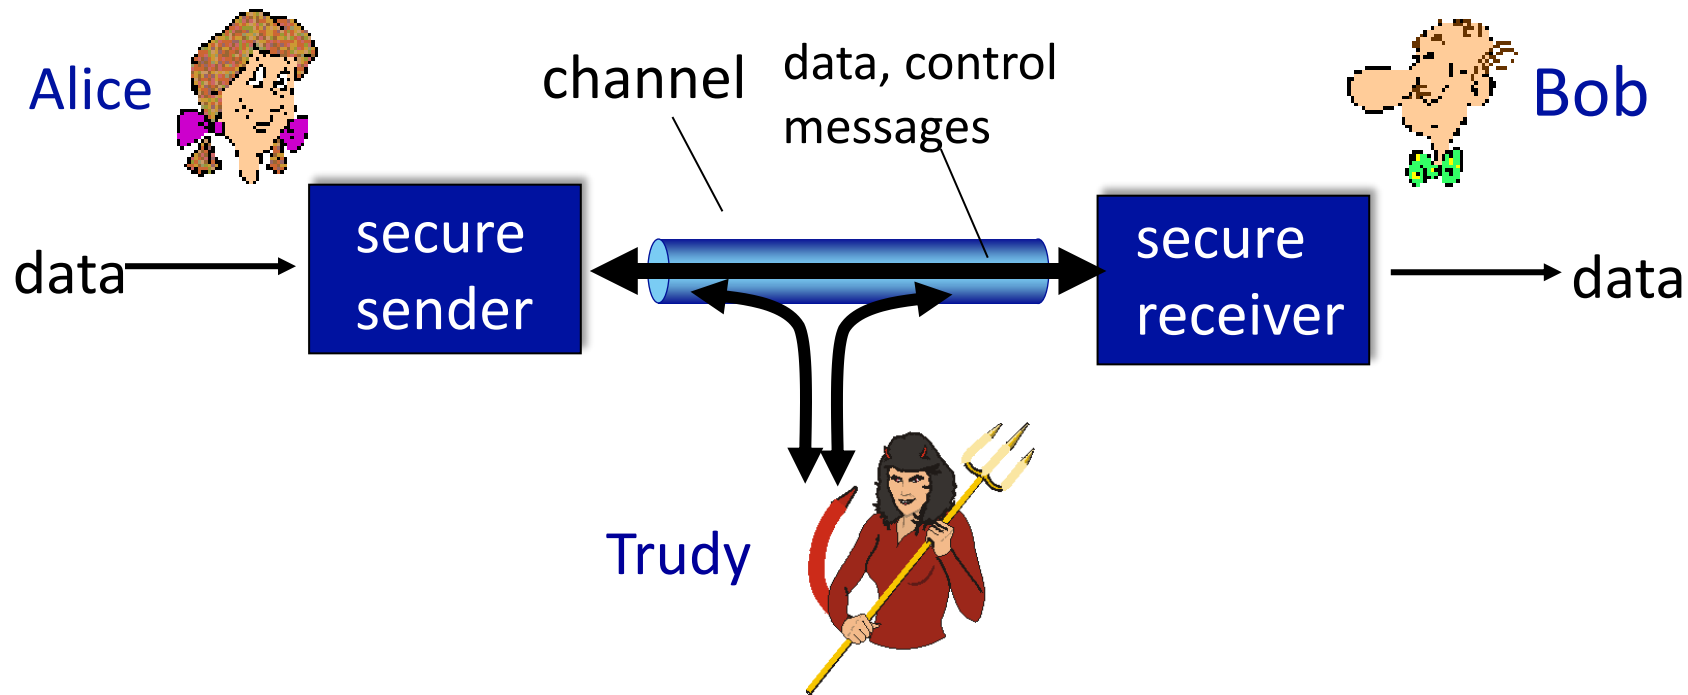 Alice
channel
data, control
messages
Bob
data
secure
sender
secure
receiver
data
Trudy